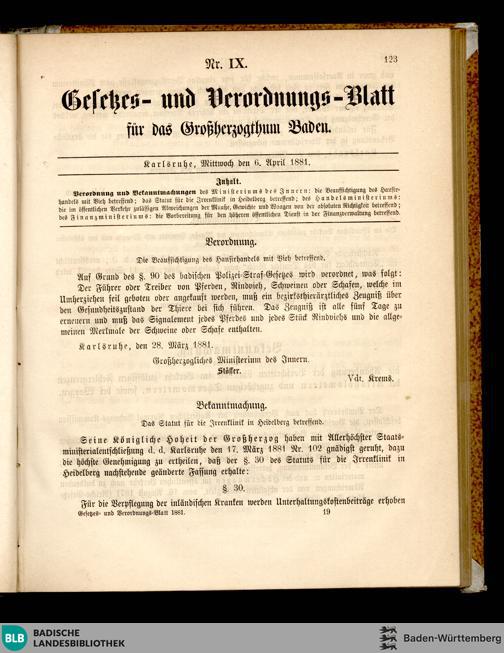 Nr. IX.
123
Gesetzes- und Verordnungs-Blatt
für das Großherzogthum Baden.
Karlsruhe, Mittwoch den 6. April 1881.
Inhalt.
Verordnung und Bekanntmachungen des Ministeriums des Innern: die Beaufsichtigung des Hausir-
handels mit Vieh betreffend; das Statut für die Irrenklinik in Heidelberg betreffend; des Handelsministeriums:
die im öffentlichen Verkehr zulässigen Abweichungen der Maaße, Gewichte und Waagen von der absoluten Richtigkeit betreffend;
des Finanzministeriums: die Vorbereitung für den höheren öffentlichen Dienst in der Finanzverwaltung betreffend.
Verordnung.
Die Beaufsichtigung des Hausirhandels mit Vieh betreffend.
Auf Grund des §. 90 des badischen Polizei-Straf-Gesetzes wird verordnet, was folgt:
Der Führer oder Treiber von Pferden, Rindvieh, Schweinen oder Schafen, welche im
Umherziehen feil geboten oder angekauft werden, muß ein bezirksthierärztliches Zeugniß über
den Gesundheitszustand der Thiere bei sich führen. Das Zeugniß ist alle fünf Tage zu
erneuern und muß das Signalement jedes Pferdes und jedes Stück Rindviehs und die allge-
meinen Merkmale der Schweine oder Schafe enthalten.
Karlsruhe, den 28. März 1881.
Großherzogliches Ministerium des Innern.
Stösser.
Vdt. Krems.
Bekanntmachung.
Das Statut für die Irrenklinik in Heidelberg betreffend.
Seine Königliche Hoheit der Großherzog haben mit Allerhöchster Staats-
ministerialentschließung d. d. Karlsruhe den 17. März 1881 Nr. 102 gnädigst geruht, dazu
die höchste Genehmigung zu ertheilen, daß der §. 30 des Statuts für die Irrenklinik in
Heidelberg nachstehende geänderte Fassung erhalte:
§ 30.
Für die Verpflegung der inländischen Kranken werden Unterhaltungskostenbeiträge erhoben
Gesetzes- und Verordnungs-Blatt 1881.
19
BLB BADISCHE
LANDESBIBLIOTHEK
Baden-Württemberg